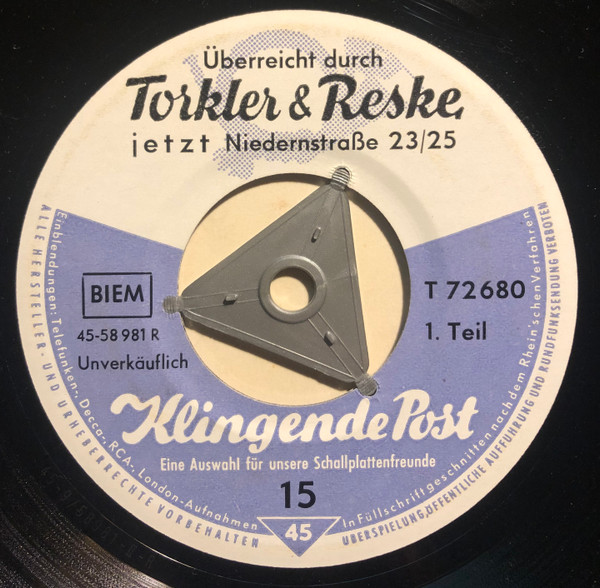 Überreicht durch
Torkler & Reske,
jetzt Niedernstraße 23/25
BIEM
45-58 981 R
Unverkäuflich
T 72680
1. Teil
Klingende Post
Eine Auswahl für unsere Schallplattenfreunde
15
45
Einblendungen: Telefunken-, Decca-, RCA-, London-Aufnahmen
ALLE HERSTELLER- UND URHEBERRECHTE VORBEHALTEN
In Füllschrift geschnitten nach dem Rhein'schen Verfahren
ÜBERSPIELUNG, ÖFFENTLICHE AUFFÜHRUNG UND RUNDFUNKSENDUNG VERBOTEN